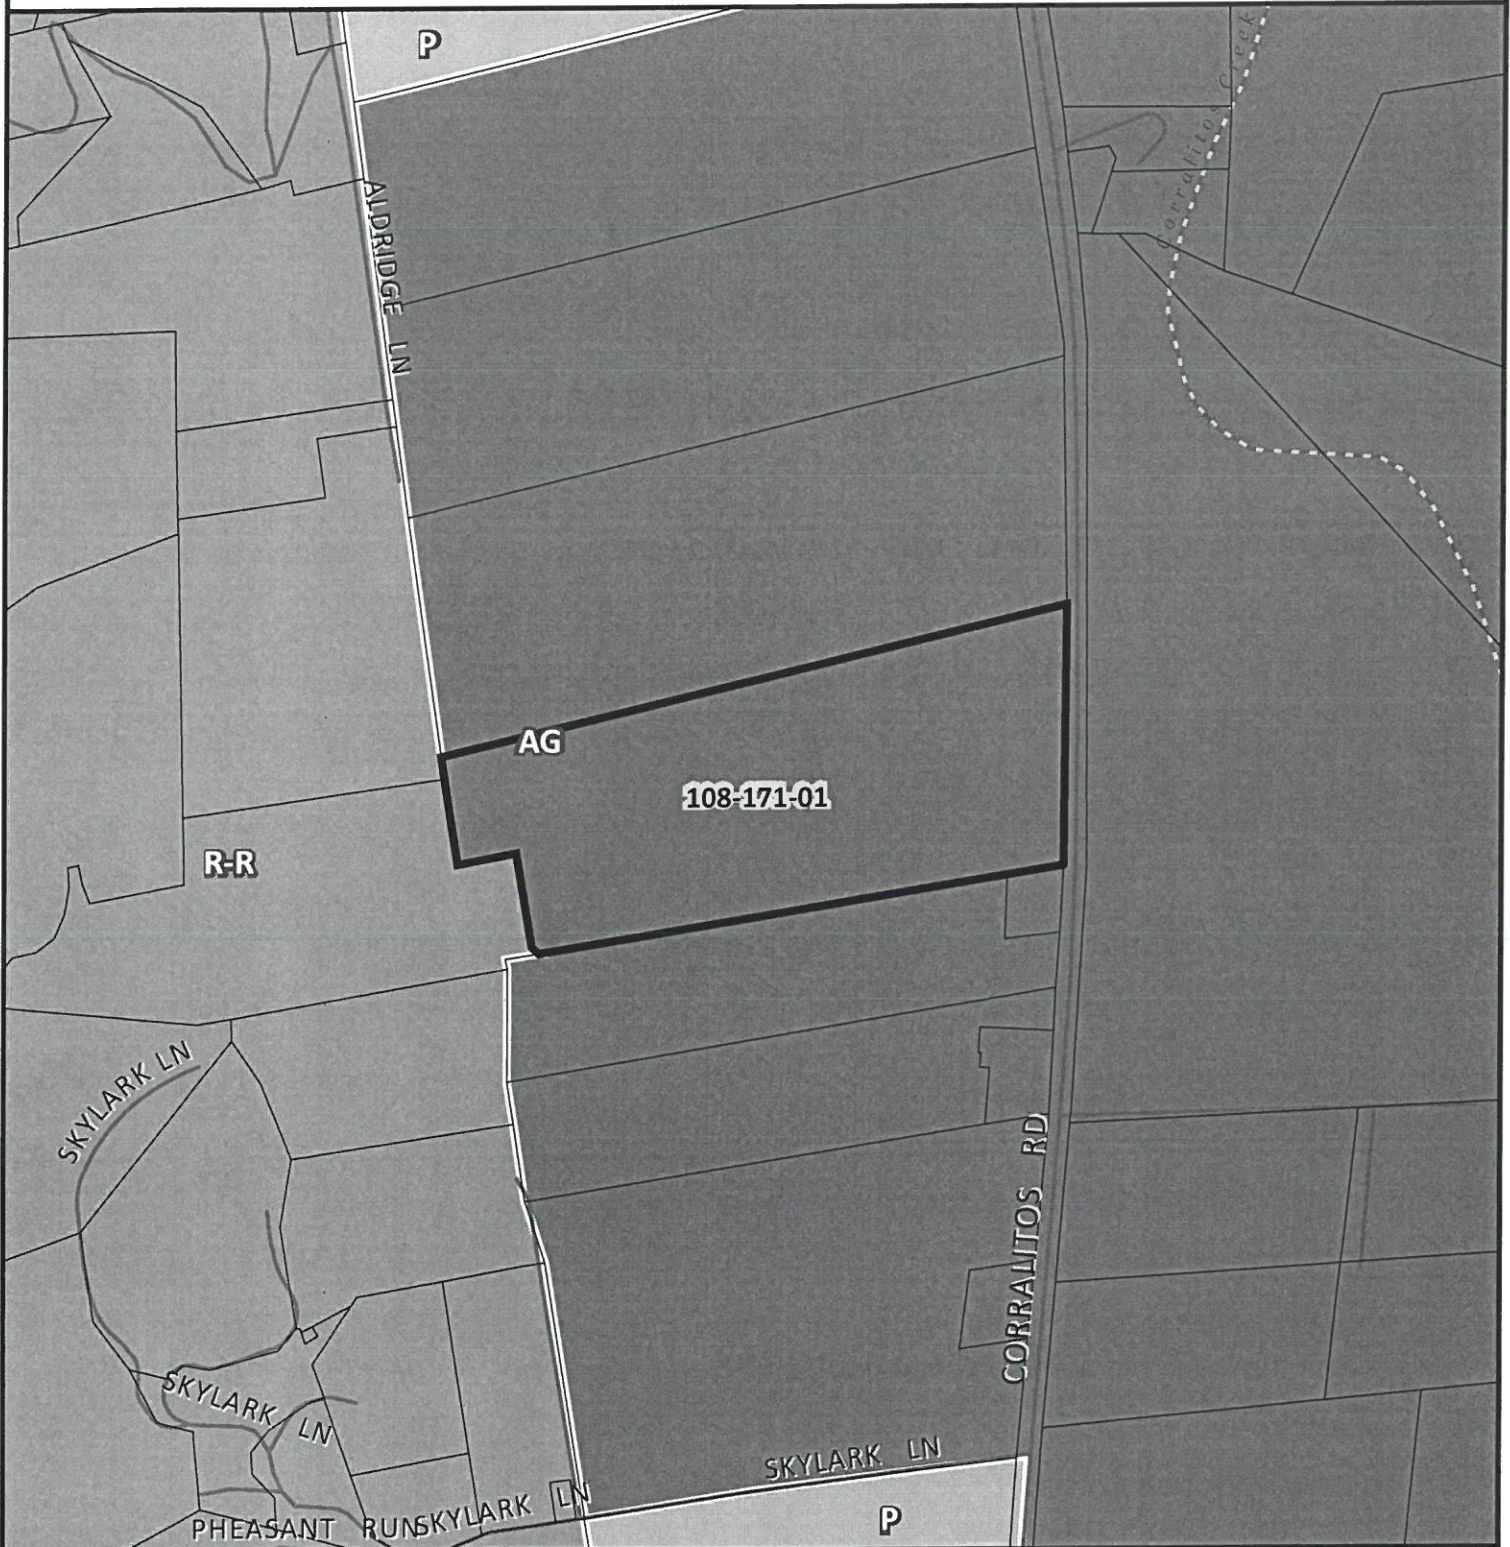 P
Corralitos Creek
ALDRIDGE LN
AG
108-171-01
R-R
SKYLARK LN
CORRALITOS RD
SKYLARK LN
SKYLARK LN
PHEASANT RUN
SKYLARK LN
P